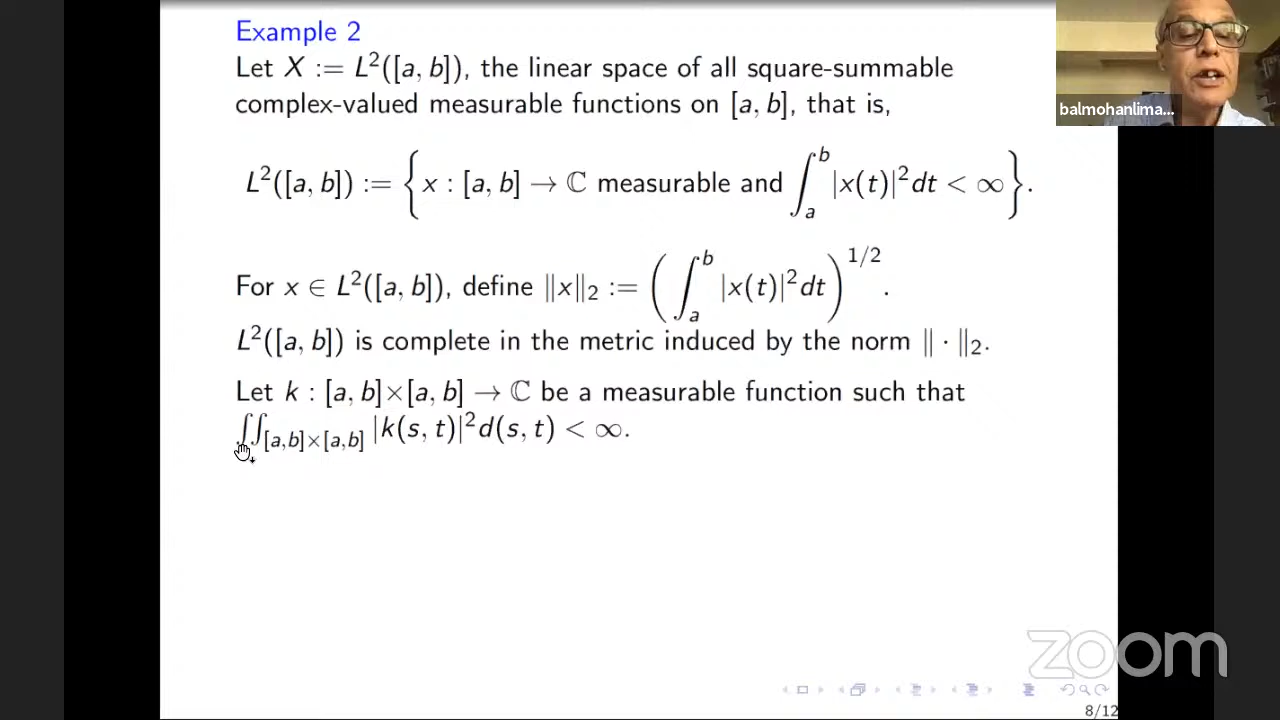 Example 2
Let X := L²([a, b]), the linear space of all square-summable
complex-valued measurable functions on [a, b], that is,
L²([a, b]) := { x : [a, b] → ℂ measurable and ∫_a^b |x(t)|² dt < ∞ }.
For x ∈ L²([a, b]), define ‖x‖₂ := ( ∫_a^b |x(t)|² dt )^{1/2}.
L²([a, b]) is complete in the metric induced by the norm ‖ · ‖₂.
Let k : [a, b]×[a, b] → ℂ be a measurable function such that
∬_{[a,b]×[a,b]} |k(s, t)|² d(s, t) < ∞.
balmohanlima...
zoom
8/12